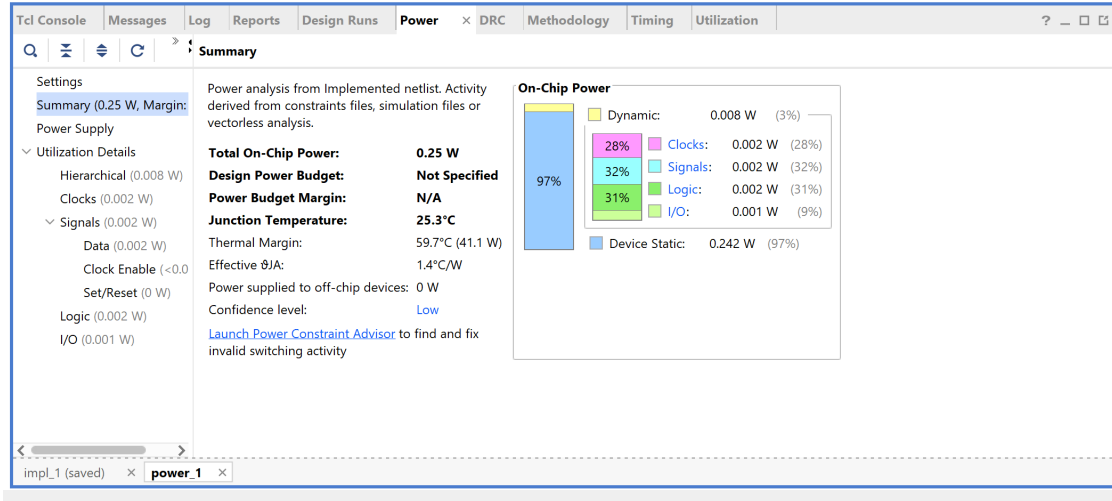 Tcl Console Messages Log Reports Design Runs Power × DRC Methodology Timing Utilization ?
» Summary
Settings
Summary (0.25 W, Margin:
Power Supply
Utilization Details
Hierarchical (0.008 W)
Clocks (0.002 W)
Signals (0.002 W)
Data (0.002 W)
Clock Enable (<0.0
Set/Reset (0 W)
Logic (0.002 W)
I/O (0.001 W)
Power analysis from Implemented netlist. Activity
derived from constraints files, simulation files or
vectorless analysis.
Total On-Chip Power: 0.25 W
Design Power Budget: Not Specified
Power Budget Margin: N/A
Junction Temperature: 25.3°C
Thermal Margin: 59.7°C (41.1 W)
Effective ϑJA: 1.4°C/W
Power supplied to off-chip devices: 0 W
Confidence level: Low
Launch Power Constraint Advisor to find and fix
invalid switching activity
On-Chip Power
Dynamic: 0.008 W (3%)
28% Clocks: 0.002 W (28%)
32% Signals: 0.002 W (32%)
97%
31% Logic: 0.002 W (31%)
I/O: 0.001 W (9%)
Device Static: 0.242 W (97%)
impl_1 (saved) × power_1 ×